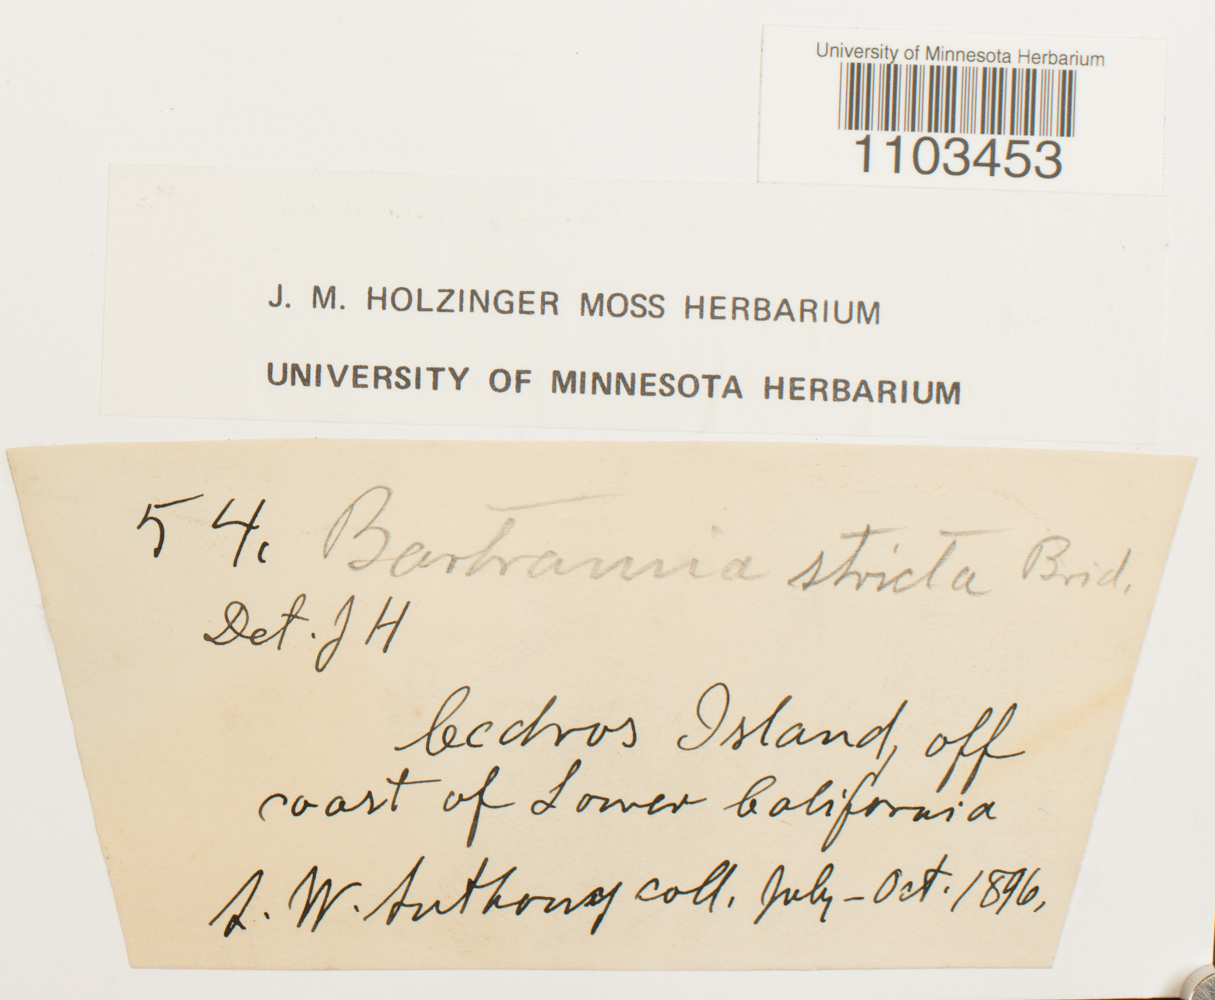 University of Minnesota Herbarium
1103453
J. M. HOLZINGER MOSS HERBARIUM
UNIVERSITY OF MINNESOTA HERBARIUM
54. Bartramia stricta Brid.
Det. J H
Cedros Island, off
coast of Lower California
A. W. Anthony coll. July - Oct. 1896,